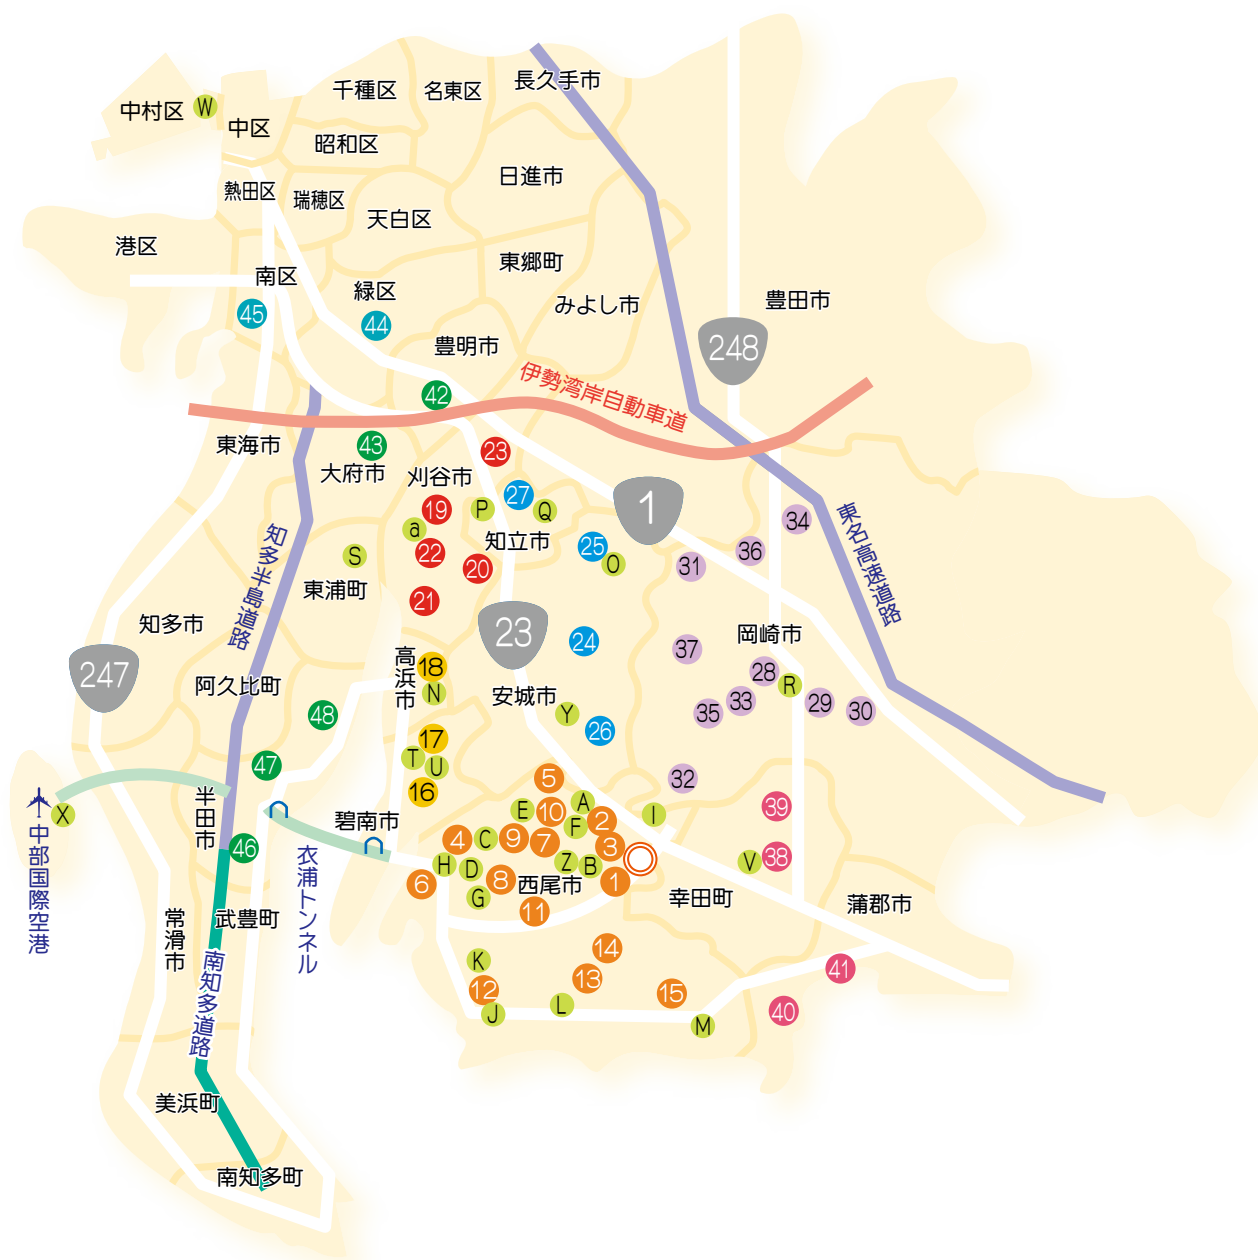 千種区
名東区
長久手市
中村区
W
中区
昭和区
日進市
熱田区
瑞穂区
天白区
港区
東郷町
南区
緑区
みよし市
豊田市
45
44
豊明市
248
伊勢湾岸自動車道
42
東海市
43
大府市
刈谷市
23
27
19
P
Q
1
34
東名高速道路
a
22
知立市
25
O
36
31
S
20
東浦町
21
知多半島道路
知多市
23
24
岡崎市
37
247
高浜市
18
N
阿久比町
安城市
28
R
33
35
29
30
48
Y
26
17
T
U
16
47
5
32
中部国際空港
X
半田市
碧南市
E
10
A
F
2
I
39
46
衣浦トンネル
4
C
9
7
3
H
D
Z
B
V
38
6
8
西尾市
1
G
幸田町
蒲郡市
11
常滑市
武豊町
南知多道路
14
K
13
12
J
L
15
M
41
40
美浜町
南知多町